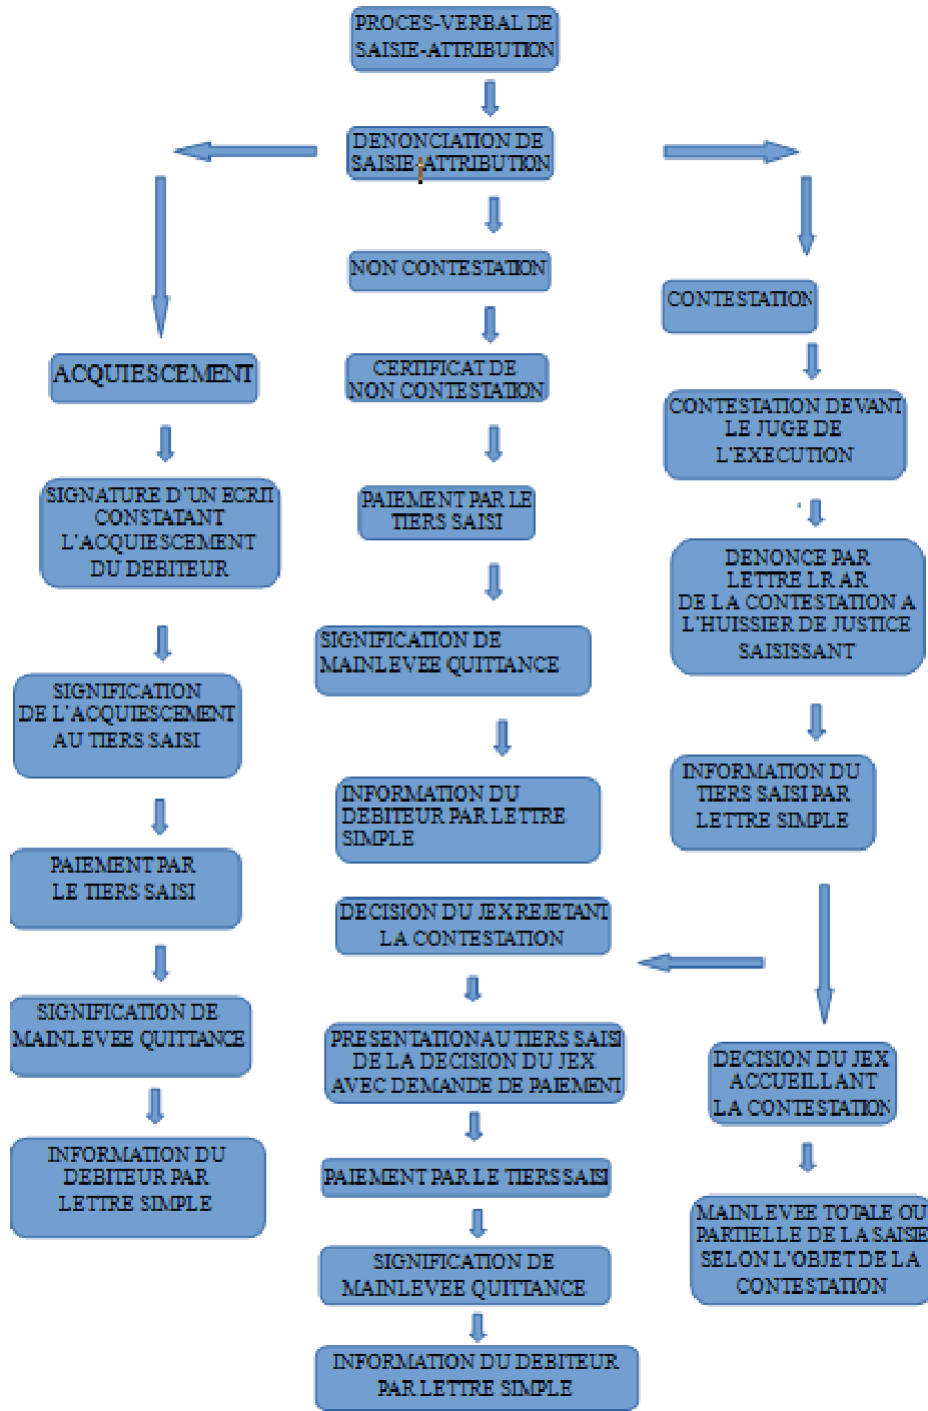 PROCES-VERBAL DE
SAISIE-ATTRIBUTION
DENONCIATION DE
SAISIE-ATTRIBUTION
ACQUIESCEMENT
SIGNATURE D'UN ECRIT
CONSTATANT
L'ACQUIESCEMENT
DU DEBITEUR
SIGNIFICATION
DE L'ACQUIESCEMENT
AU TIERS SAISI
PAIEMENT PAR
LE TIERS SAISI
SIGNIFICATION DE
MAINLEVEE QUITTANCE
INFORMATION DU
DEBITEUR PAR
LETTRE SIMPLE
NON CONTESTATION
CERTIFICAT DE
NON CONTESTATION
PAIEMENT PAR LE
TIERS SAISI
SIGNIFICATION DE
MAINLEVEE QUITTANCE
INFORMATION DU
DEBITEUR PAR LETTRE
SIMPLE
CONTESTATION
CONTESTATION DEVANT
LE JUGE DE
L'EXECUTION
DENONCE PAR
LETTRE LR AR
DE LA CONTESTATION A
L'HUISSIER DE JUSTICE
SAISISSANT
INFORMATION DU
TIERS SAISI PAR
LETTRE SIMPLE
DECISION DU JEX REJETANT
LA CONTESTATION
PRESENTATION AU TIERS SAISI
DE LA DECISION DU JEX
AVEC DEMANDE DE PAIEMENT
PAIEMENT PAR LE TIERS SAISI
SIGNIFICATION DE
MAINLEVEE QUITTANCE
INFORMATION DU DEBITEUR
PAR LETTRE SIMPLE
DECISION DU JEX
ACCUEILLANT
LA CONTESTATION
MAINLEVEE TOTALE OU
PARTIELLE DE LA SAISIE
SELON L'OBJET DE LA
CONTESTATION